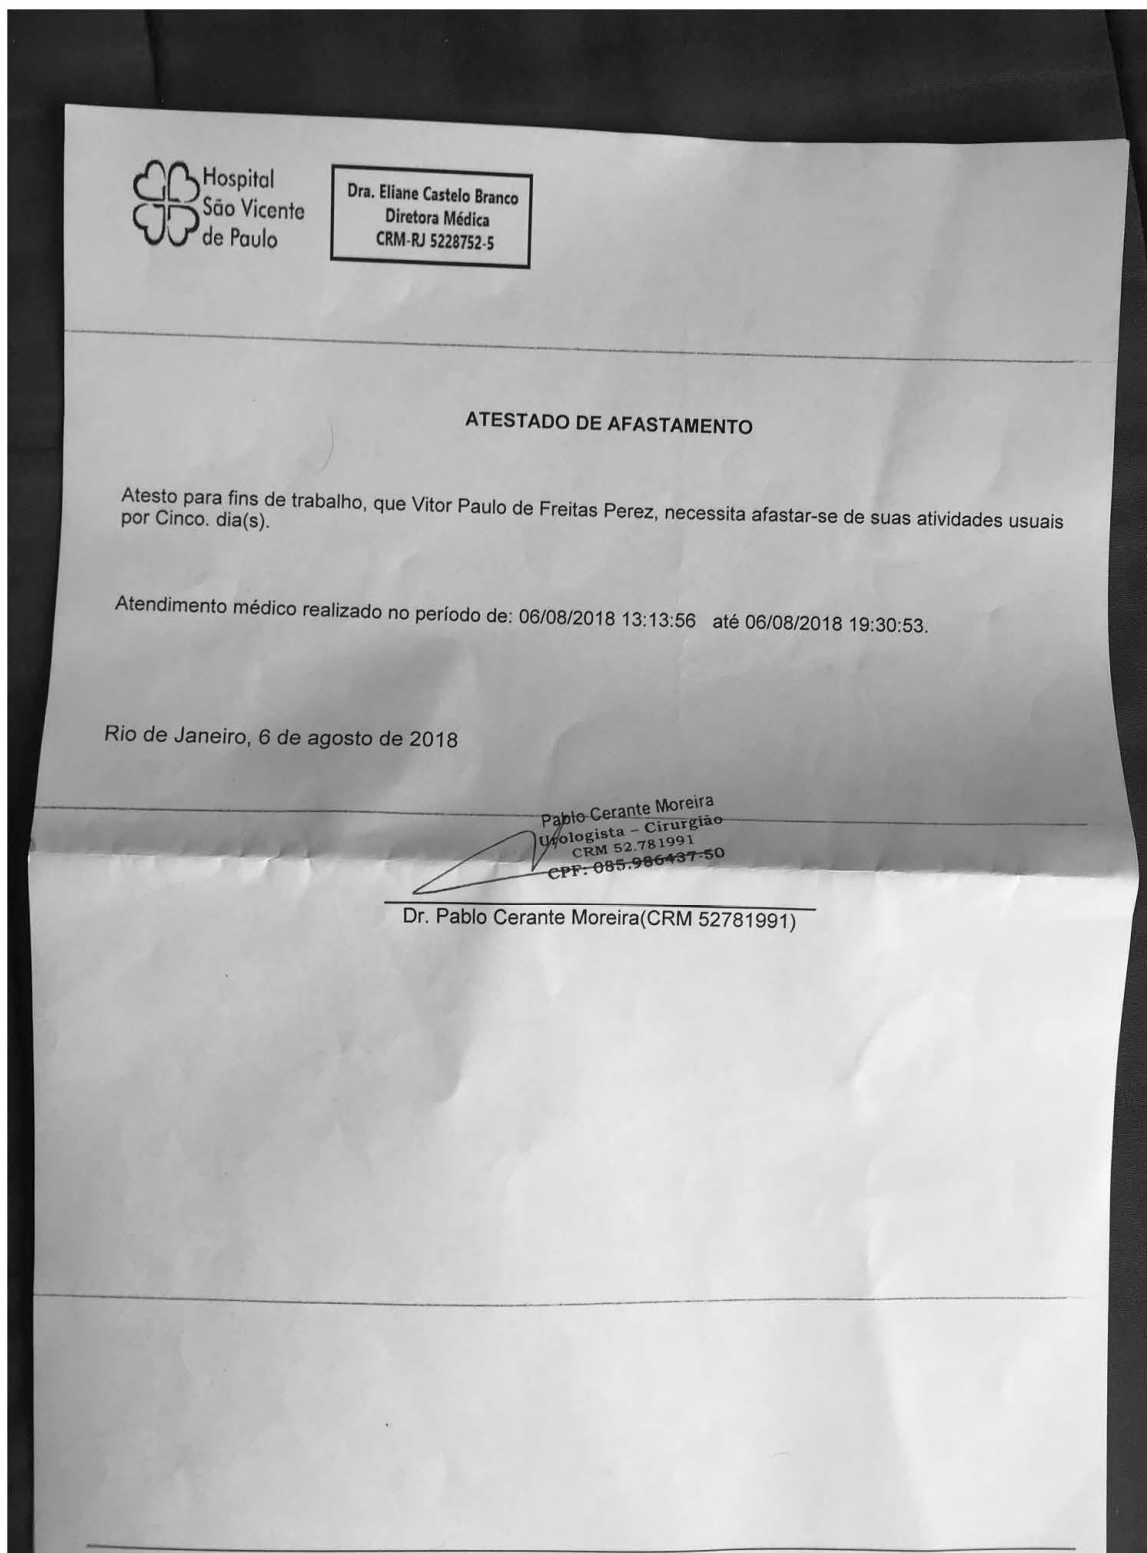 Hospital
São Vicente
de Paulo
Dra. Eliane Castelo Branco
Diretora Médica
CRM-RJ 5228752-5
ATESTADO DE AFASTAMENTO
Atesto para fins de trabalho, que Vitor Paulo de Freitas Perez, necessita afastar-se de suas atividades usuais
por Cinco. dia(s).
Atendimento médico realizado no período de: 06/08/2018 13:13:56 até 06/08/2018 19:30:53.
Rio de Janeiro, 6 de agosto de 2018
Pablo Cerante Moreira
Urologista - Cirurgião
CRM 52.781991
CPF: 085.986437-50
Dr. Pablo Cerante Moreira(CRM 52781991)